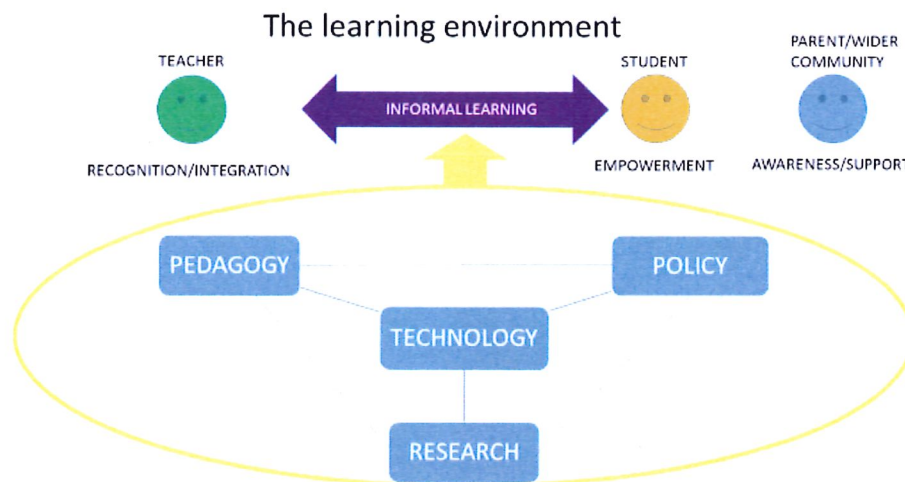 The learning environment
TEACHER
STUDENT
PARENT/WIDER
COMMUNITY
INFORMAL LEARNING
RECOGNITION/INTEGRATION
EMPOWERMENT
AWARENESS/SUPPORT
PEDAGOGY
POLICY
TECHNOLOGY
RESEARCH